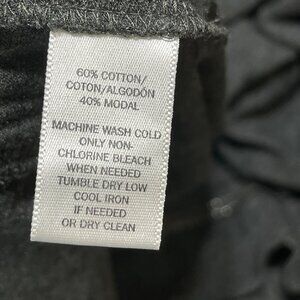 60% COTTON/
COTON/ALGODÓN
40% MODAL
MACHINE WASH COLD
ONLY NON-
CHLORINE BLEACH
WHEN NEEDED
TUMBLE DRY LOW
COOL IRON
IF NEEDED
OR DRY CLEAN